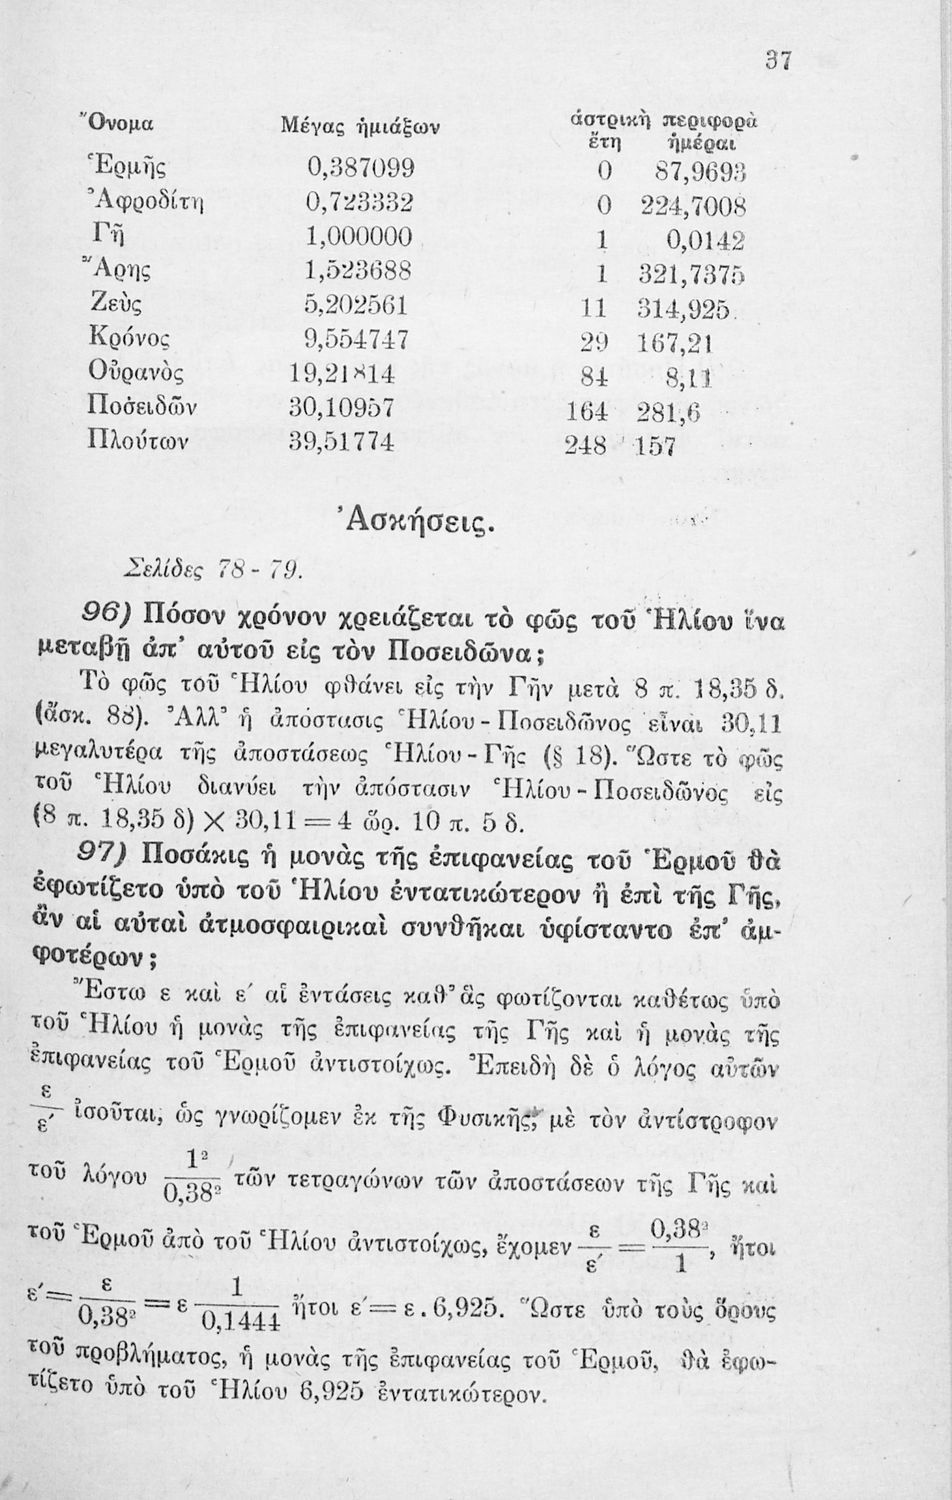 37
Ὄνομα Μέγας ἡμιάξων ἀστρικὴ περιφορὰ
ἔτη ἡμέραι
Ἑρμῆς 0,387099 0 87,9693
Ἀφροδίτη 0,723332 0 224,7008
Γῆ 1,000000 1 0,0142
Ἄρης 1,523688 1 321,7375
Ζεὺς 5,202561 11 314,925
Κρόνος 9,554747 29 167,21
Οὐρανὸς 19,21814 84 8,11
Ποσειδῶν 30,10957 164 281,6
Πλούτων 39,51774 248 157
Ἀσκήσεις.
Σελίδες 78 - 79.
96) Πόσον χρόνον χρειάζεται τὸ φῶς τοῦ Ἡλίου ἵνα
μεταβῇ ἀπ’ αὐτοῦ εἰς τὸν Ποσειδῶνα;
Τὸ φῶς τοῦ Ἡλίου φθάνει εἰς τὴν Γῆν μετὰ 8 π. 18,35 δ.
(ἄσκ. 88). Ἀλλ’ ἡ ἀπόστασις Ἡλίου - Ποσειδῶνος εἶναι 30,11
μεγαλυτέρα τῆς ἀποστάσεως Ἡλίου - Γῆς (§ 18). Ὥστε τὸ φῶς
τοῦ Ἡλίου διανύει τὴν ἀπόστασιν Ἡλίου - Ποσειδῶνος εἰς
(8 π. 18,35 δ) × 30,11 = 4 ὥρ. 10 π. 5 δ.
97) Ποσάκις ἡ μονὰς τῆς ἐπιφανείας τοῦ Ἑρμοῦ θὰ
ἐφωτίζετο ὑπὸ τοῦ Ἡλίου ἐντατικώτερον ἢ ἐπὶ τῆς Γῆς,
ἂν αἱ αὐταὶ ἀτμοσφαιρικαὶ συνθῆκαι ὑφίσταντο ἐπ’ ἀμ-
φοτέρων;
Ἔστω ε καὶ ε′ αἱ ἐντάσεις καθ’ ἃς φωτίζονται καθέτως ὑπὸ
τοῦ Ἡλίου ἡ μονὰς τῆς ἐπιφανείας τῆς Γῆς καὶ ἡ μονὰς τῆς
ἐπιφανείας τοῦ Ἑρμοῦ ἀντιστοίχως. Ἐπειδὴ δὲ ὁ λόγος αὐτῶν
ε/ε′ ἰσοῦται, ὡς γνωρίζομεν ἐκ τῆς Φυσικῆς, μὲ τὸν ἀντίστροφον
τοῦ λόγου 1²/0,38² τῶν τετραγώνων τῶν ἀποστάσεων τῆς Γῆς καὶ
τοῦ Ἑρμοῦ ἀπὸ τοῦ Ἡλίου ἀντιστοίχως, ἔχομεν ε/ε′ = 0,38²/1, ἤτοι
ε′ = ε/0,38² = ε 1/0,1444 ἤτοι ε′ = ε . 6,925. Ὥστε ὑπὸ τοὺς ὅρους
τοῦ προβλήματος, ἡ μονὰς τῆς ἐπιφανείας τοῦ Ἑρμοῦ, θὰ ἐφω-
τίζετο ὑπὸ τοῦ Ἡλίου 6,925 ἐντατικώτερον.